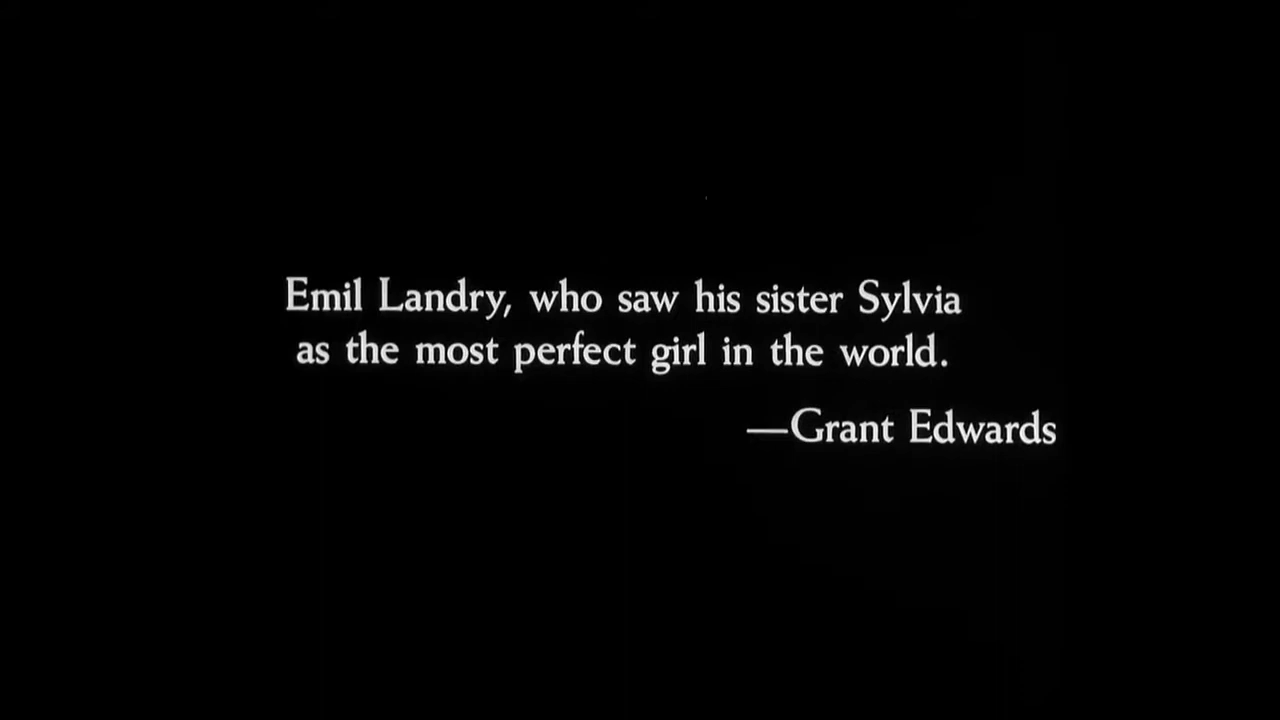 Emil Landry, who saw his sister Sylvia
as the most perfect girl in the world.
—Grant Edwards